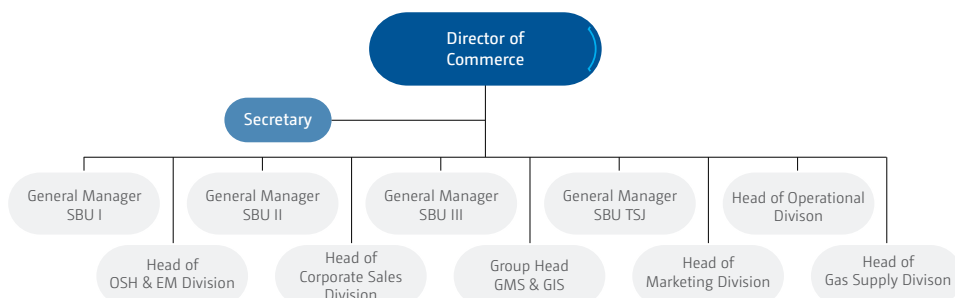 Director of
Commerce
Secretary
General Manager
SBU I
General Manager
SBU II
General Manager
SBU III
General Manager
SBU TSJ
Head of Operational
Divison
Head of
OSH & EM Division
Head of
Corporate Sales
Division
Group Head
GMS & GIS
Head of
Marketing Division
Head of
Gas Supply Divison